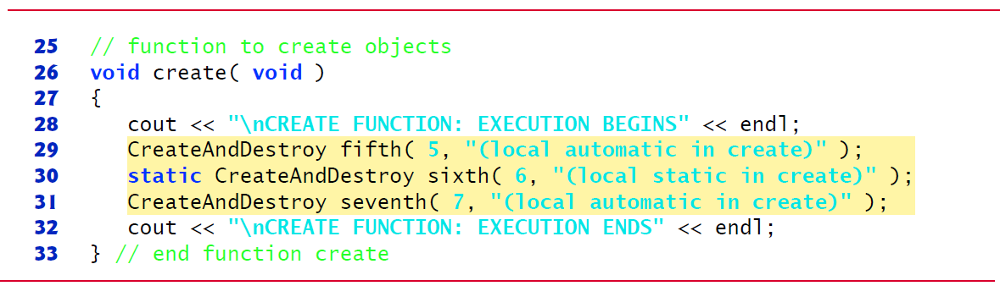 25 // function to create objects
26 void create( void )
27 {
28 cout << "\nCREATE FUNCTION: EXECUTION BEGINS" << endl;
29 CreateAndDestroy fifth( 5, "(local automatic in create)" );
30 static CreateAndDestroy sixth( 6, "(local static in create)" );
31 CreateAndDestroy seventh( 7, "(local automatic in create)" );
32 cout << "\nCREATE FUNCTION: EXECUTION ENDS" << endl;
33 } // end function create